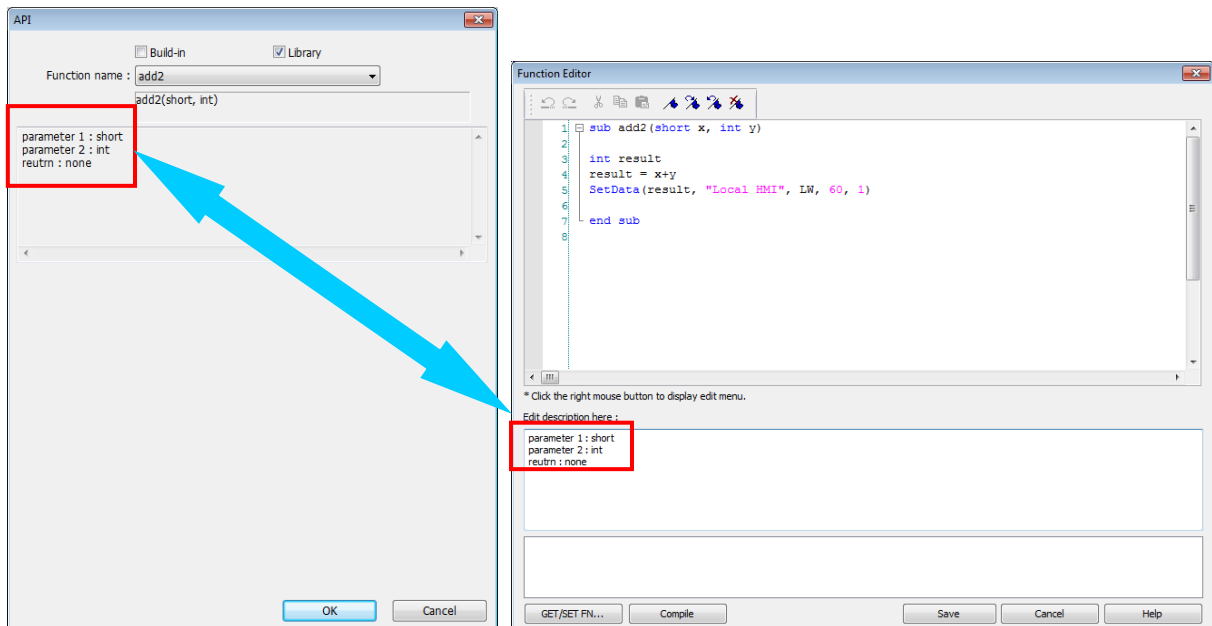 API
Build-in
Library
Function name :
add2
add2(short, int)
parameter 1 : short
parameter 2 : int
reutrn : none
OK
Cancel
Function Editor
1 sub add2(short x, int y)
2
3 int result
4 result = x+y
5 SetData(result, "Local HMI", LW, 60, 1)
6
7 end sub
8
* Click the right mouse button to display edit menu.
Edit description here :
parameter 1 : short
parameter 2 : int
reutrn : none
GET/SET FN...
Compile
Save
Cancel
Help